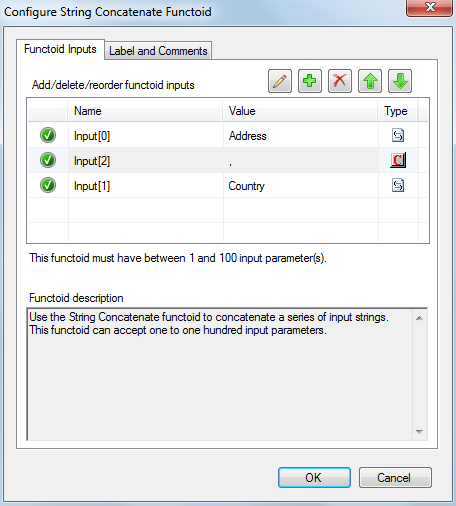 Configure String Concatenate Functoid
Functoid Inputs Label and Comments
Add/delete/reorder functoid inputs
Name Value Type
Input[0] Address
Input[2] . C
Input[1] Country
This functoid must have between 1 and 100 input parameter(s).
Functoid description
Use the String Concatenate functoid to concatenate a series of input strings.
This functoid can accept one to one hundred input parameters.
OK Cancel